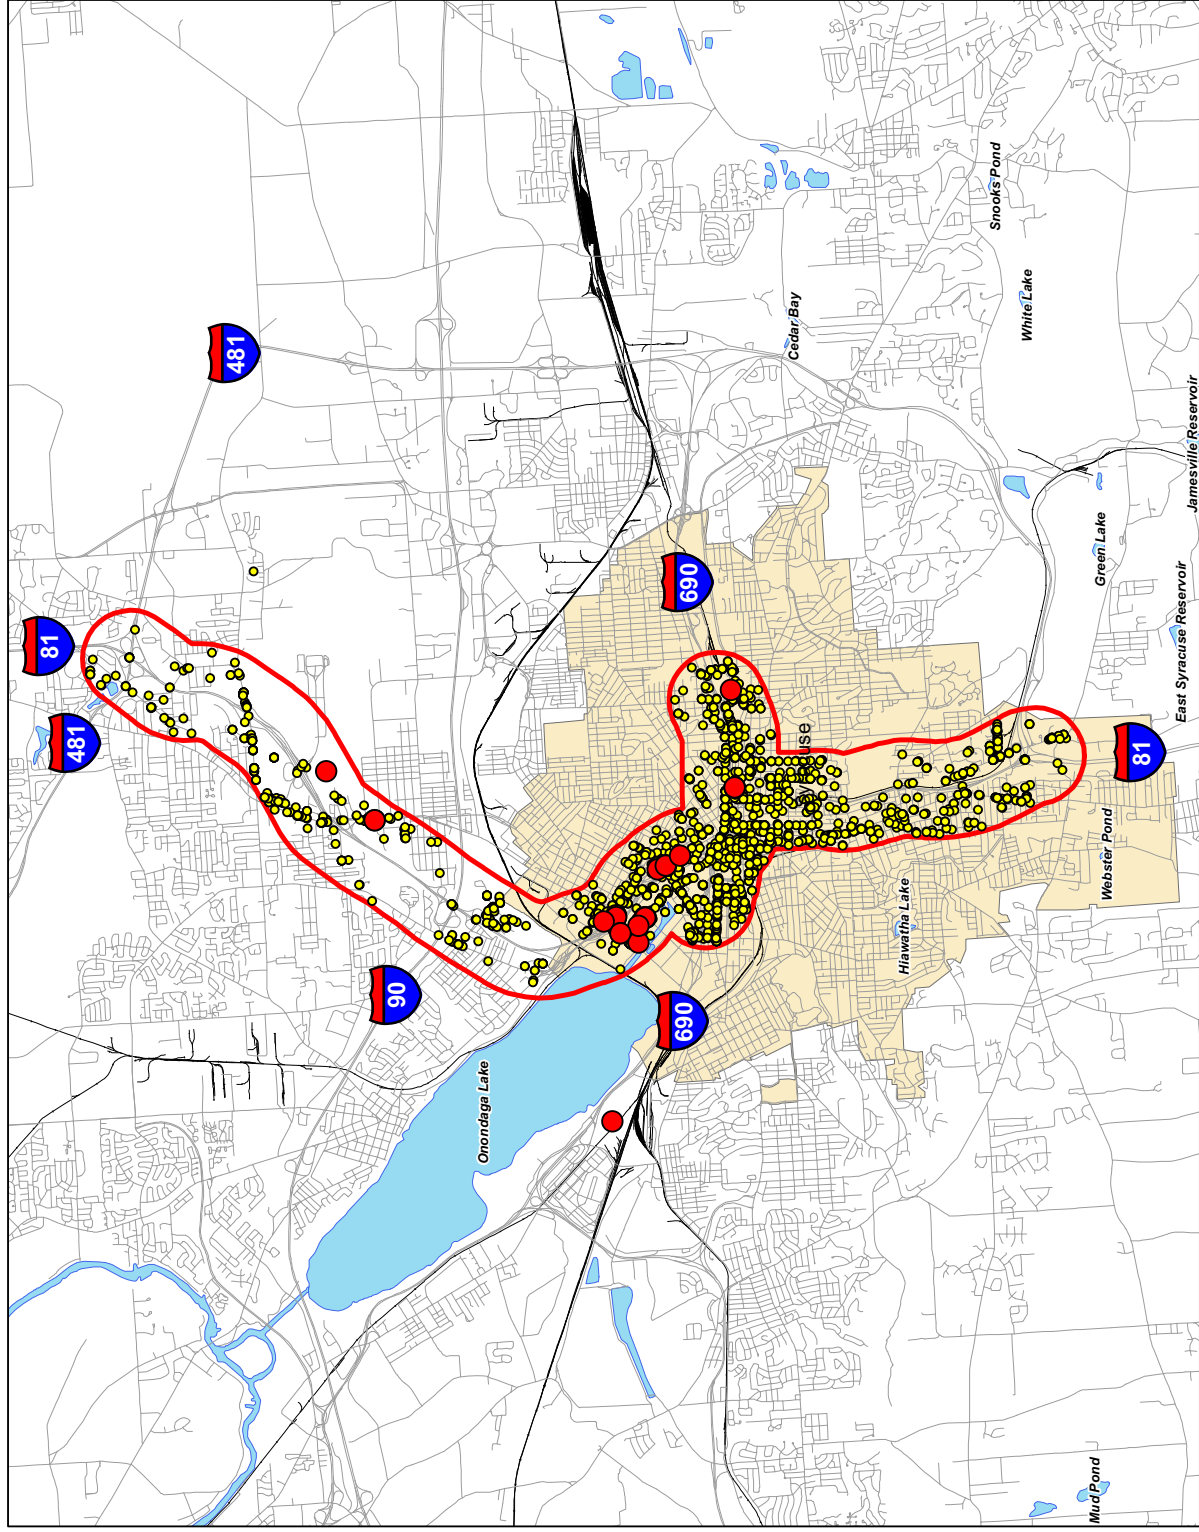 81
481
481
90
690
690
81
Onondaga Lake
Snooks Pond
White Lake
Cedar Bay
Jamesville Reservoir
Green Lake
East Syracuse Reservoir
Webster Pond
Hiawatha Lake
Mud Pond